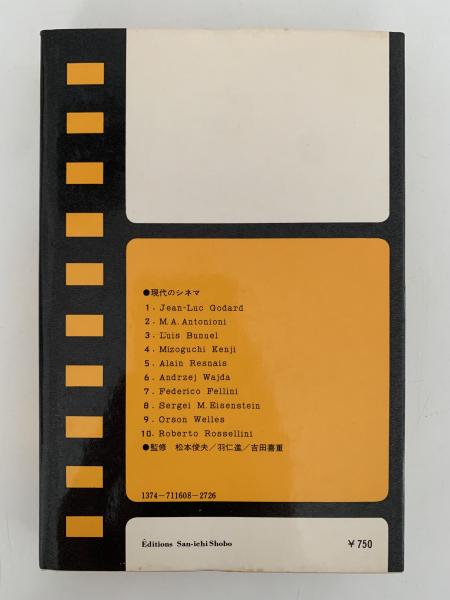 ●現代のシネマ
1. Jean-Luc Godard
2. M.A. Antonioni
3. Luis Bunuel
4. Mizoguchi Kenji
5. Alain Resnais
6. Andrzej Wajda
7. Federico Fellini
8. Sergei M. Eisenstein
9. Orson Welles
10. Roberto Rossellini
●監修 松本俊夫/羽仁進/吉田喜重
1374-711608-2726
Éditions San-ichi Shobo ¥750